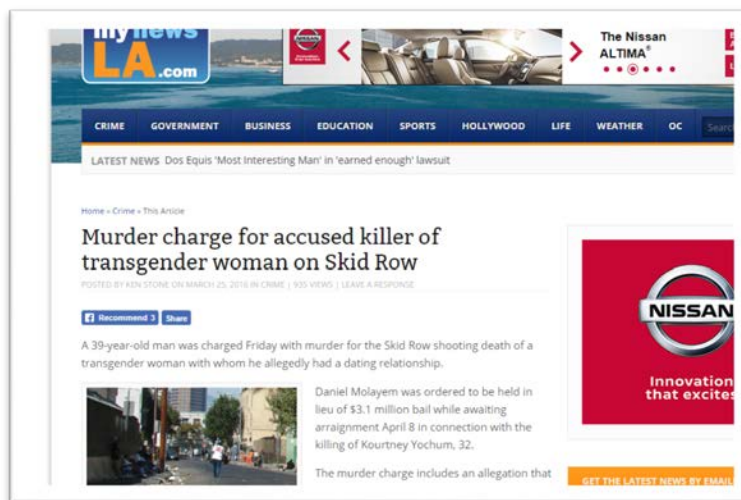 mynews
LA
.com
The Nissan
ALTIMA®
CRIME GOVERNMENT BUSINESS EDUCATION SPORTS HOLLYWOOD LIFE WEATHER OC Search
LATEST NEWS Dos Equis 'Most Interesting Man' in 'earned enough' lawsuit
Home » Crime » This Article
Murder charge for accused killer of
transgender woman on Skid Row
POSTED BY KEN STONE ON MARCH 25, 2016 IN CRIME | 935 VIEWS | LEAVE A RESPONSE
Recommend 3 Share
A 39-year-old man was charged Friday with murder for the Skid Row shooting death of a
transgender woman with whom he allegedly had a dating relationship.
Daniel Molayem was ordered to be held in
lieu of $3.1 million bail while awaiting
arraignment April 8 in connection with the
killing of Kourtney Yochum, 32.
The murder charge includes an allegation that
NISSAN
Innovation
that excites
GET THE LATEST NEWS BY EMAIL